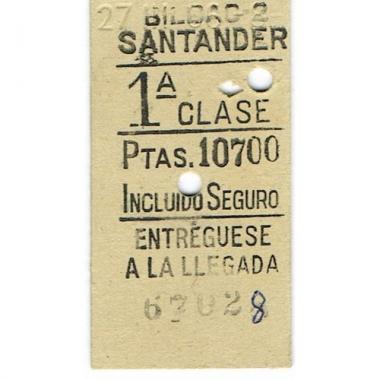 27
BILBAO-2
SANTANDER
1ª
CLASE
PTAS. 10700
INCLUIDO SEGURO
ENTRÉGUESE
A LA LLEGADA
67028